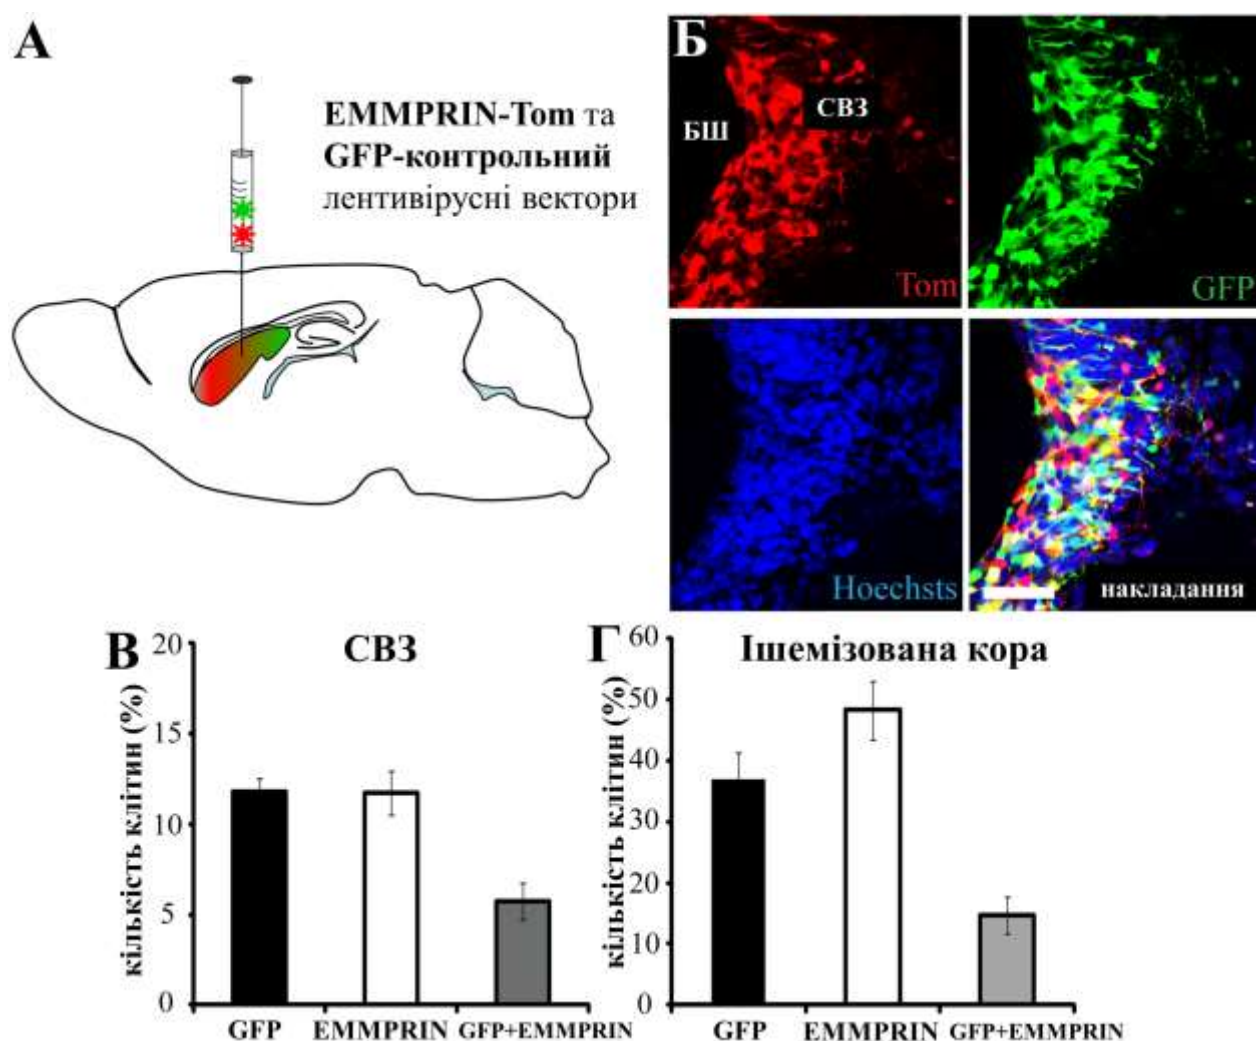 А
EMMPRIN-Tom та
GFP-контрольний
лентивірусні вектори
Б
БШ
СВЗ
Tom
GFP
Hoechsts
накладання
В
СВЗ
кількість клітин (%)
20
15
10
5
0
GFP
EMMPRIN
GFP+EMMPRIN
Г
Ішемізована кора
кількість клітин (%)
60
50
40
30
20
10
0
GFP
EMMPRIN
GFP+EMMPRIN